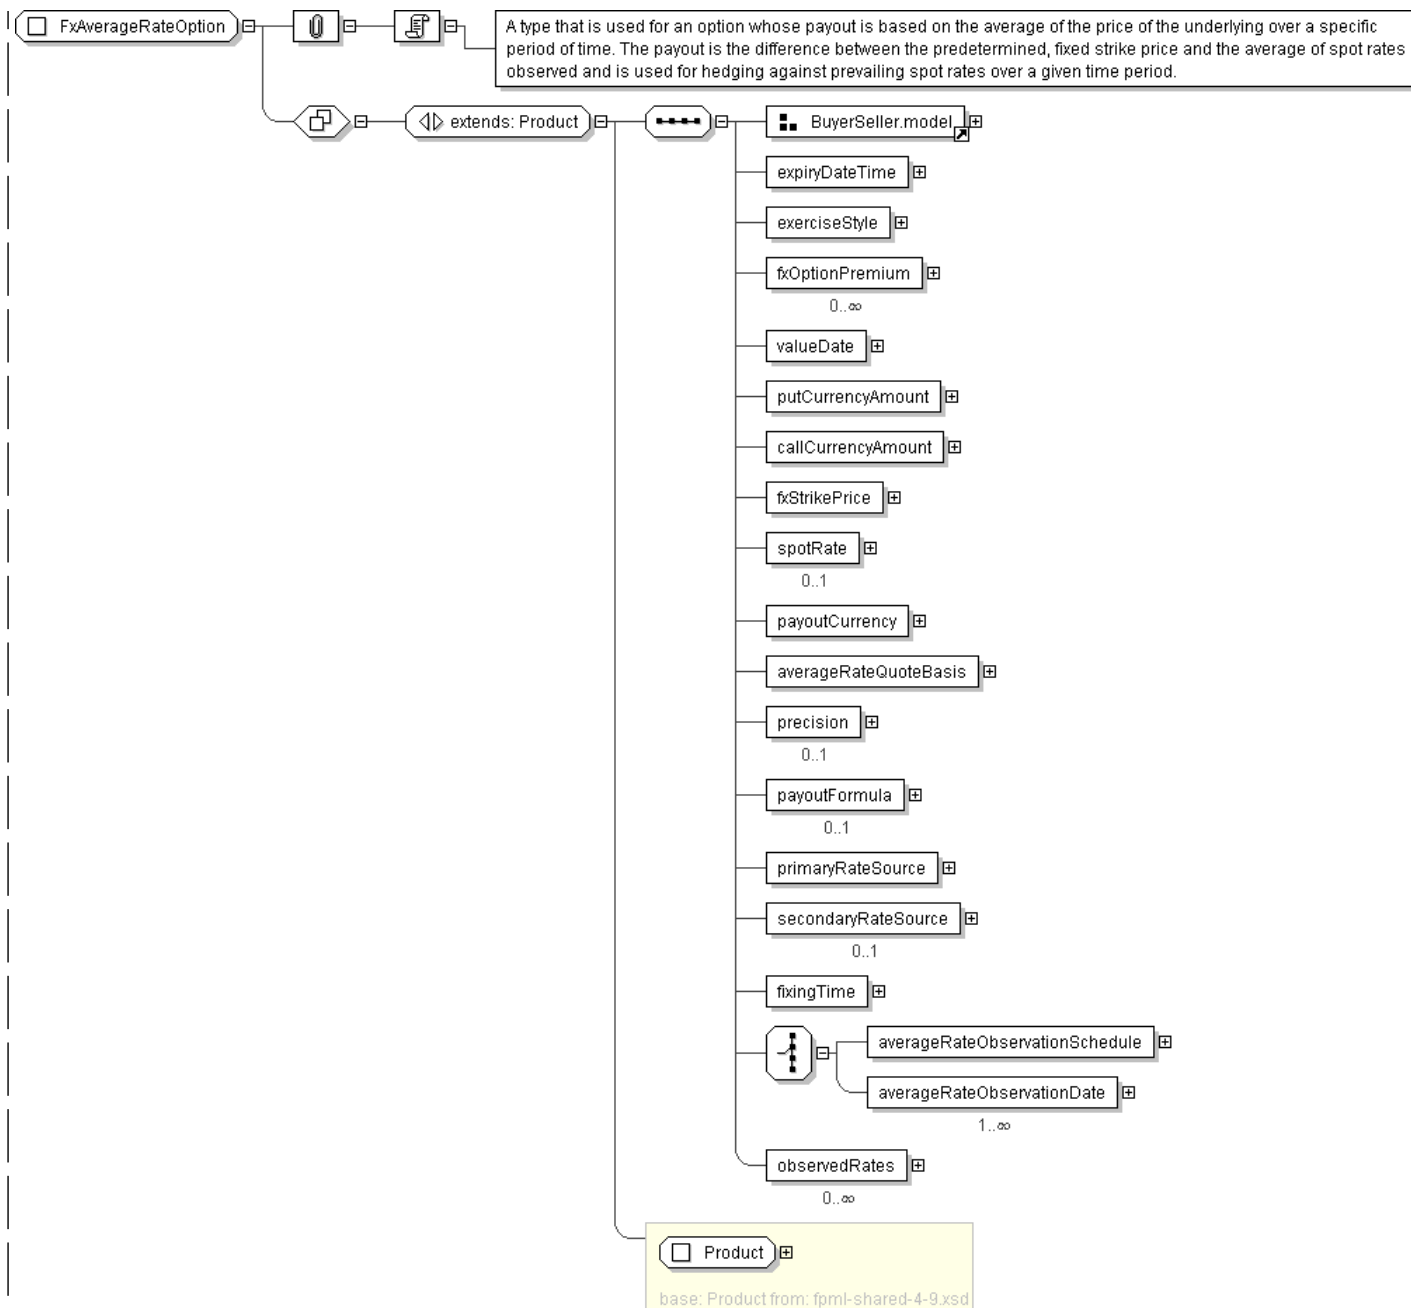 FxAverageRateOption
A type that is used for an option whose payout is based on the average of the price of the underlying over a specific
period of time. The payout is the difference between the predetermined, fixed strike price and the average of spot rates
observed and is used for hedging against prevailing spot rates over a given time period.
extends: Product
BuyerSeller.model
expiryDateTime
exerciseStyle
fxOptionPremium
0..∞
valueDate
putCurrencyAmount
callCurrencyAmount
fxStrikePrice
spotRate
0..1
payoutCurrency
averageRateQuoteBasis
precision
0..1
payoutFormula
0..1
primaryRateSource
secondaryRateSource
0..1
fixingTime
averageRateObservationSchedule
averageRateObservationDate
1..∞
observedRates
0..∞
Product
base: Product from: fpml-shared-4-9.xsd